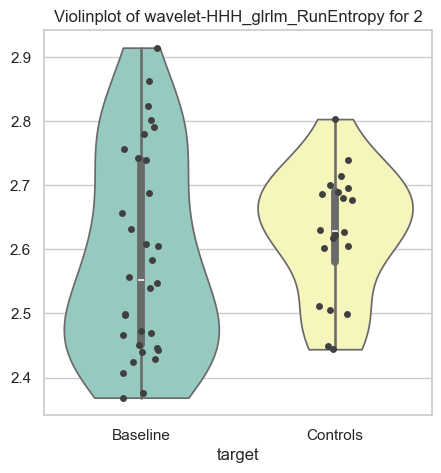 Violinplot of wavelet-HHH_glrlm_RunEntropy for 2
2.9
2.8
2.7
2.6
2.5
2.4
Baseline Controls
target